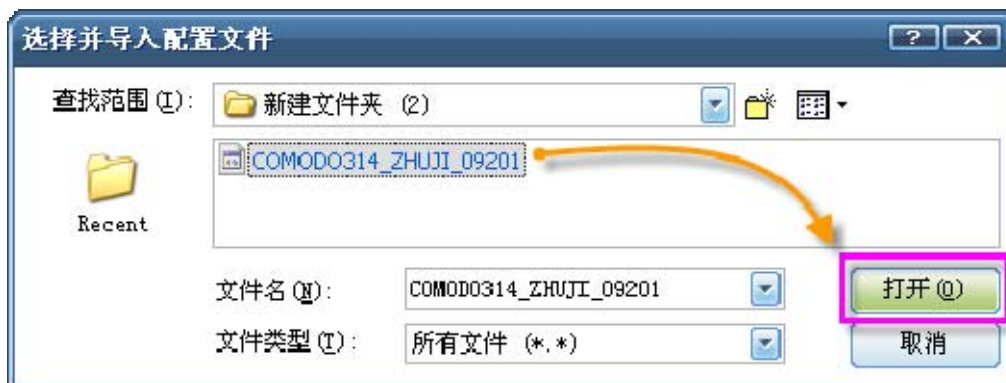 选择并导入配置文件
查找范围(I): 新建文件夹 (2)
COMODO314_ZHUJI_09201
Recent
文件名(N): COMODO314_ZHUJI_09201 打开(O)
文件类型(T): 所有文件 (*.*) 取消